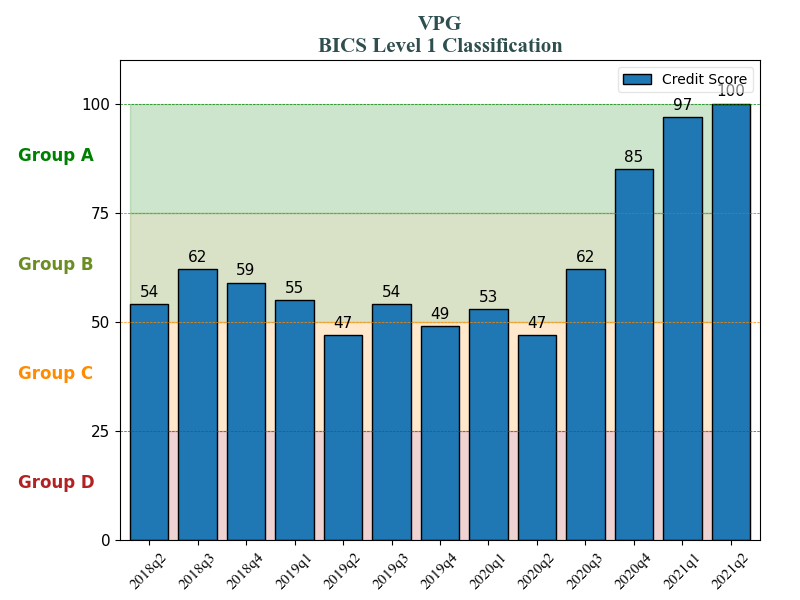 VPG
BICS Level 1 Classification
Credit Score
100
75
50
25
0
Group A
Group B
Group C
Group D
54
62
59
55
47
54
49
53
47
62
85
97
100
2018q2
2018q3
2018q4
2019q1
2019q2
2019q3
2019q4
2020q1
2020q2
2020q3
2020q4
2021q1
2021q2